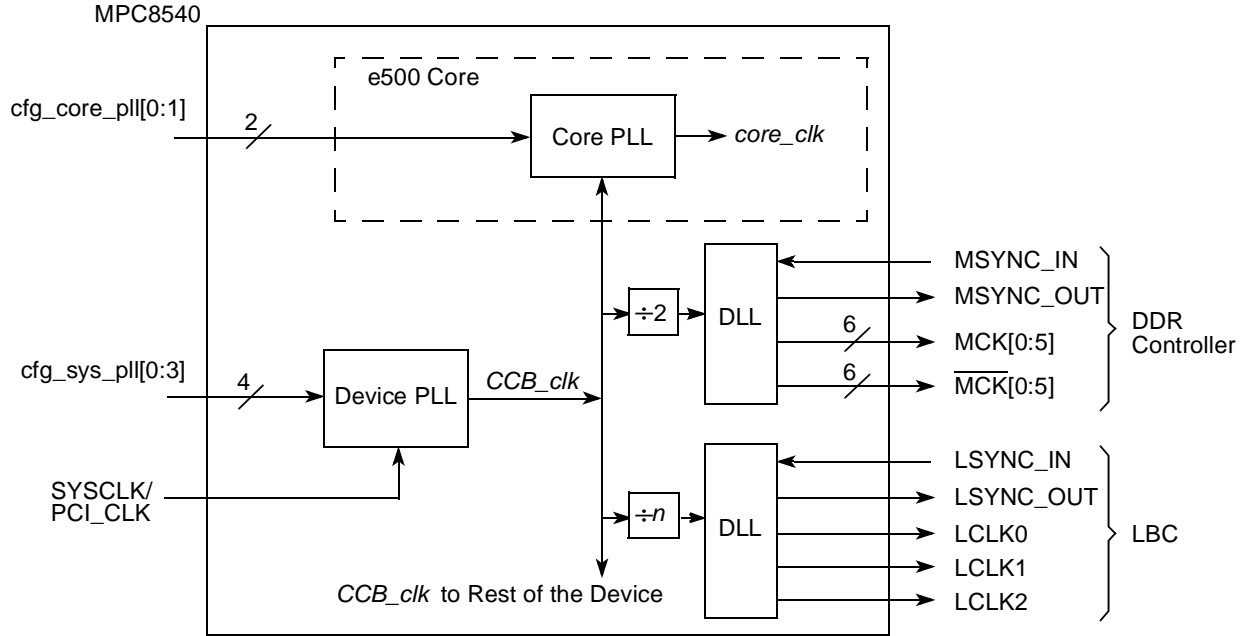 MPC8540
e500 Core
cfg_core_pll[0:1]
2
Core PLL
core_clk
MSYNC_IN
MSYNC_OUT
÷2
DLL
6
MCK[0:5]
6
M̅C̅K̅[0:5]
DDR
Controller
cfg_sys_pll[0:3]
4
Device PLL
CCB_clk
SYSCLK/
PCI_CLK
LSYNC_IN
LSYNC_OUT
÷n
DLL
LCLK0
LCLK1
LCLK2
LBC
CCB_clk to Rest of the Device